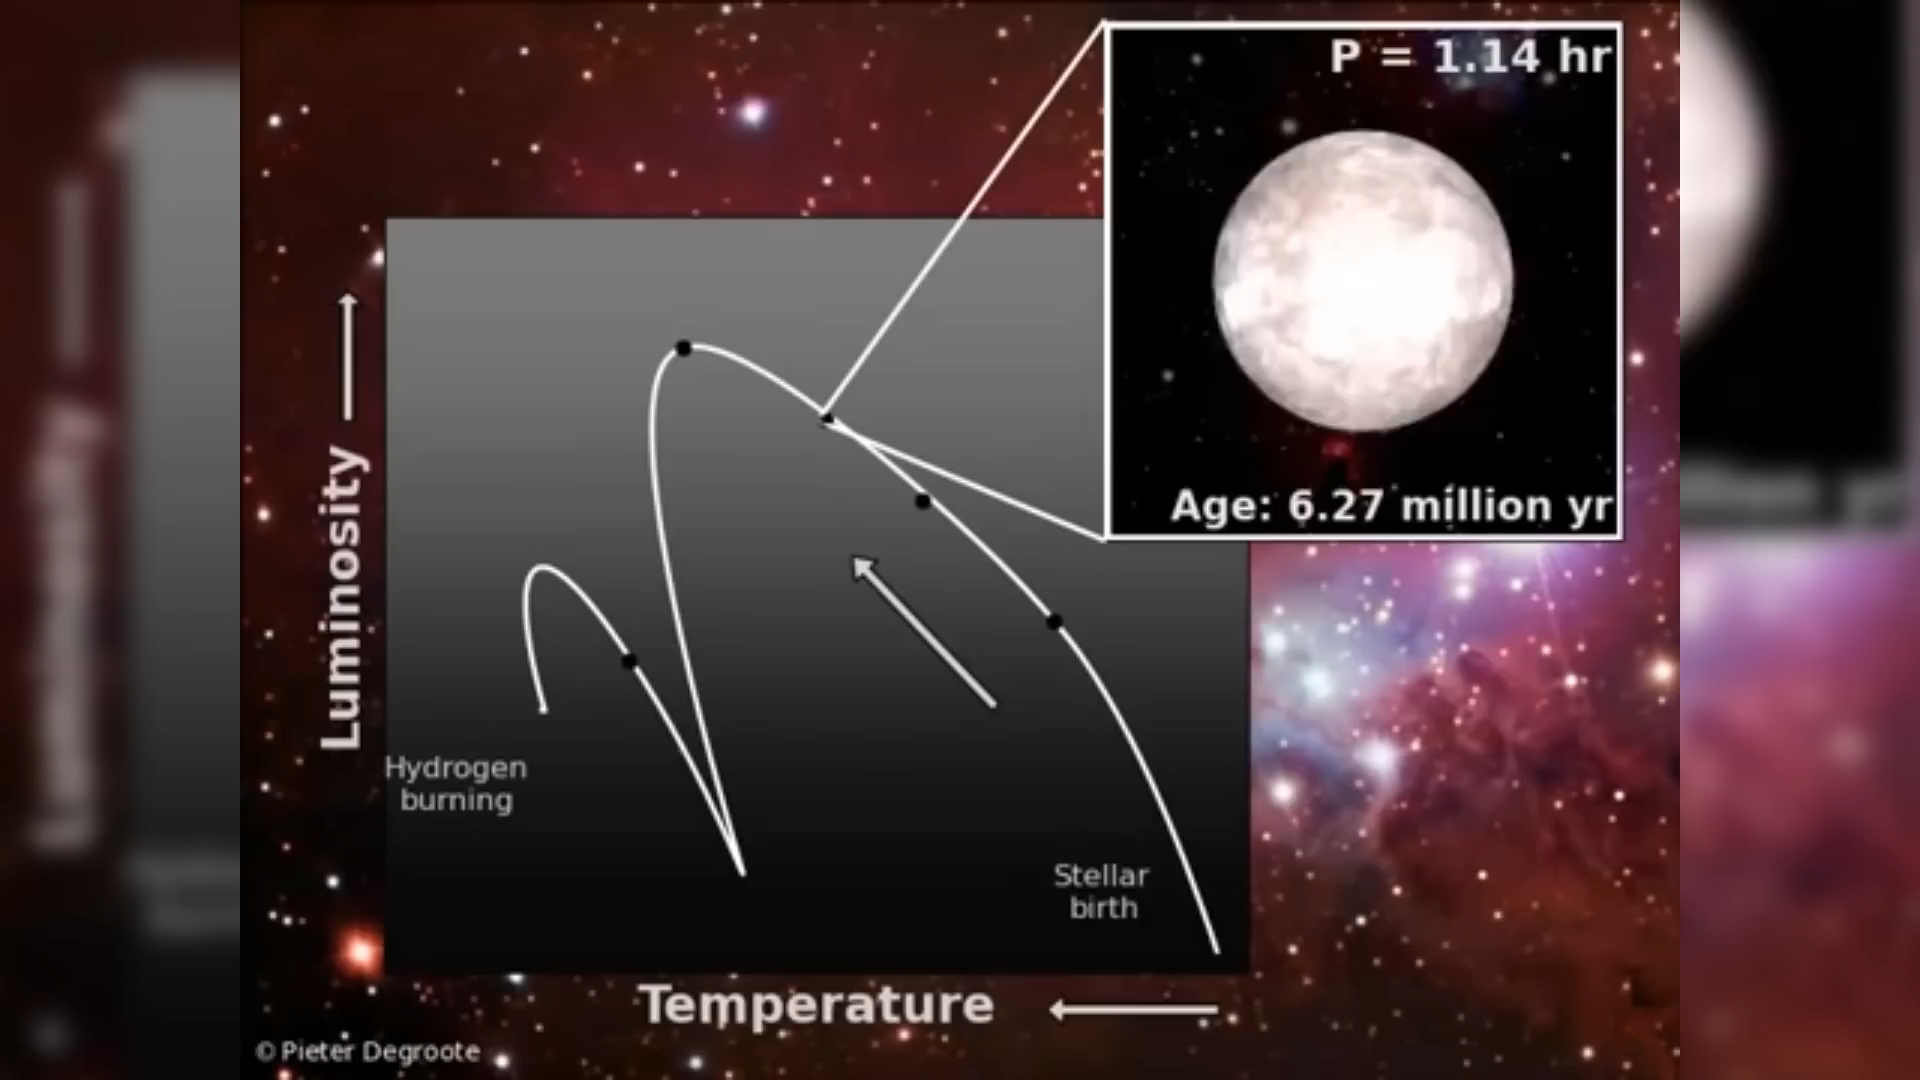 P = 1.14 hr
Age: 6.27 million yr
Luminosity
Hydrogen
burning
Stellar
birth
Temperature
© Pieter Degroote